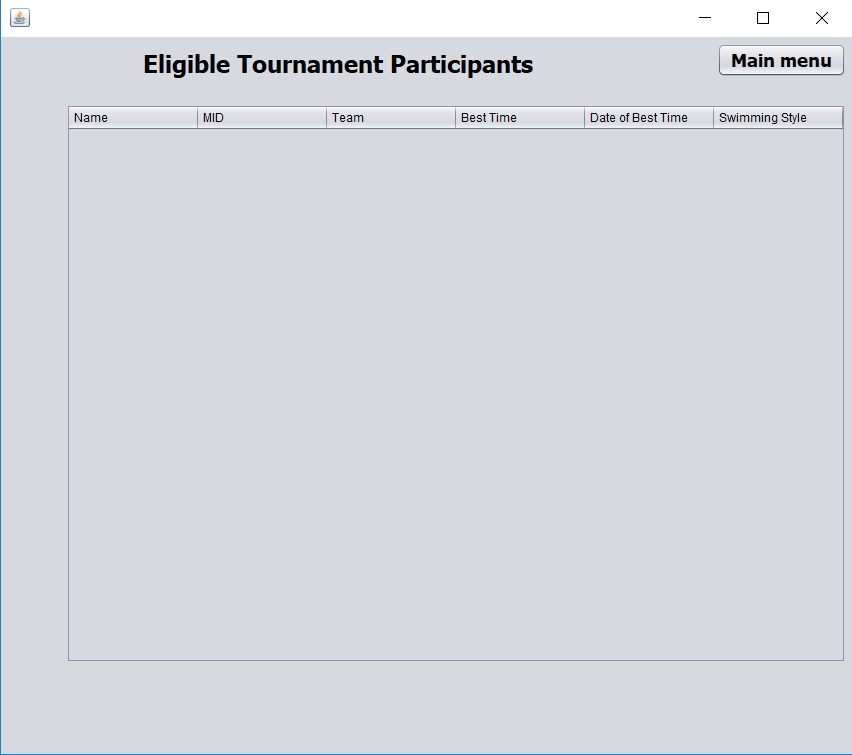 Eligible Tournament Participants
Main menu
Name MID Team Best Time Date of Best Time Swimming Style